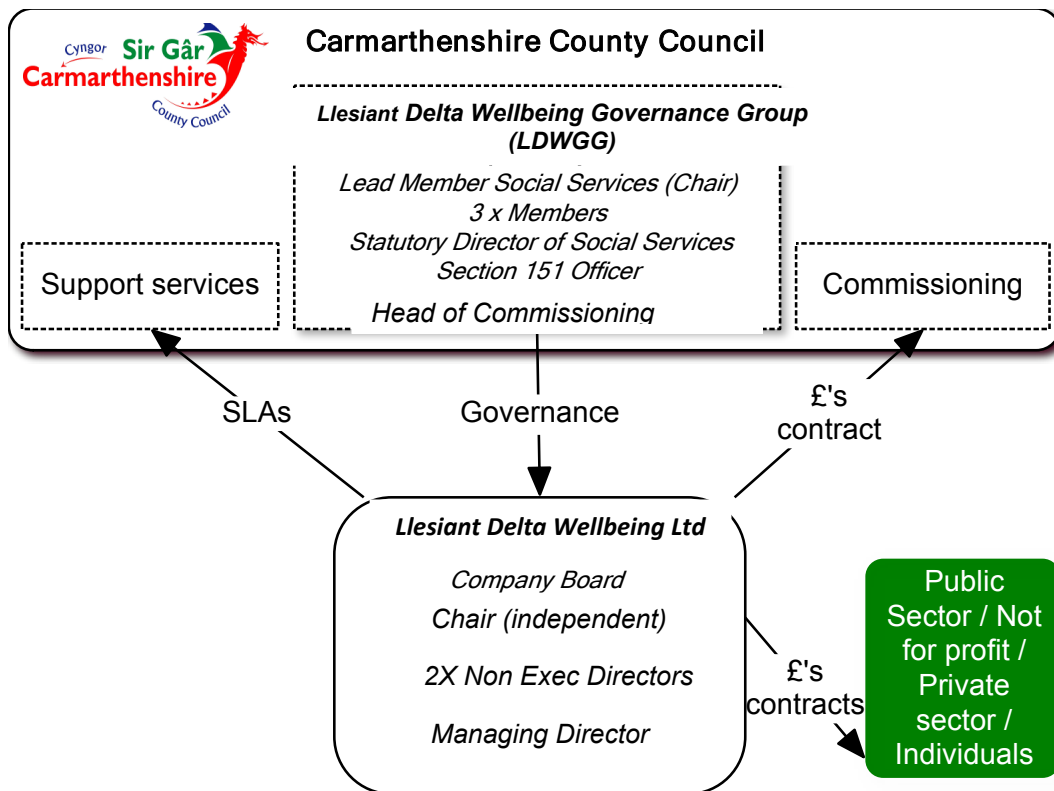 Cyngor Sir Gâr
Carmarthenshire
County Council
Carmarthenshire County Council
Llesiant Delta Wellbeing Governance Group
(LDWGG)
Lead Member Social Services (Chair)
3 x Members
Statutory Director of Social Services
Section 151 Officer
Head of Commissioning
Support services
Commissioning
SLAs
Governance
£'s
contract
Llesiant Delta Wellbeing Ltd
Company Board
Chair (independent)
2X Non Exec Directors
Managing Director
£'s
contracts
Public
Sector / Not
for profit /
Private
sector /
Individuals